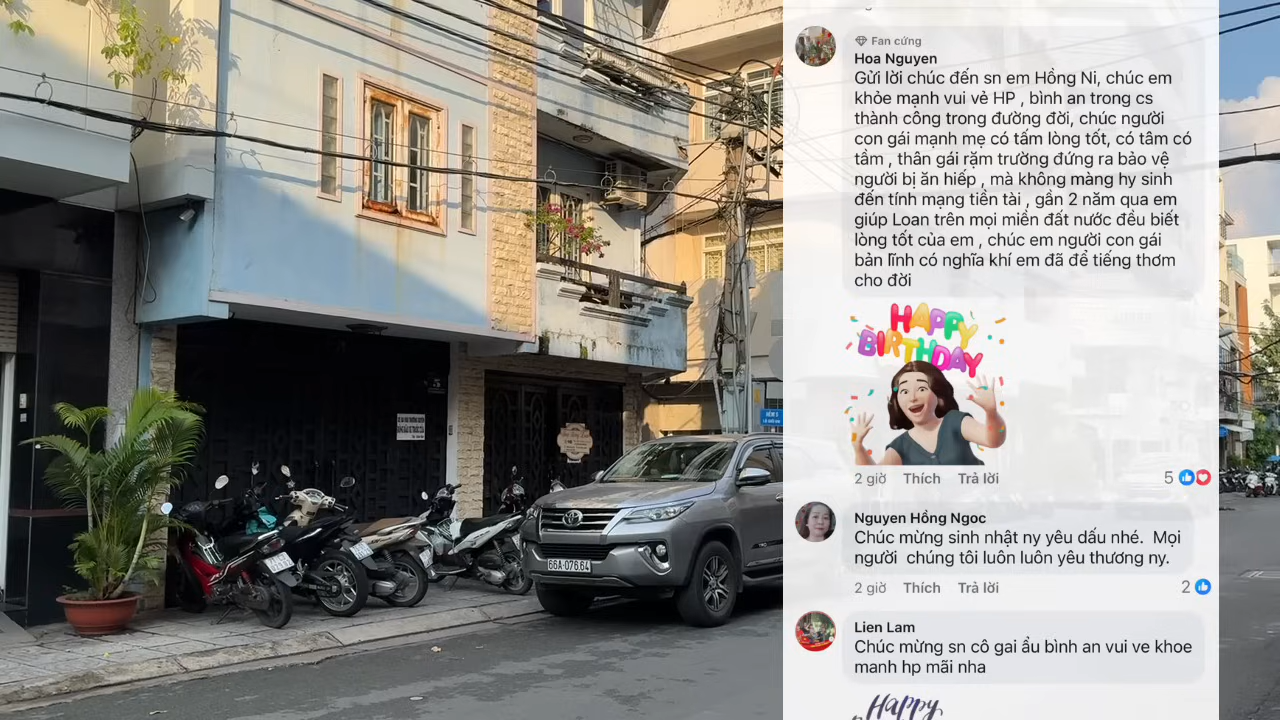 Fan cứng
Hoa Nguyen
Gửi lời chúc đến sn em Hồng Ni, chúc em
khỏe mạnh vui vẻ HP , bình an trong cs
thành công trong đường đời, chúc người
con gái mạnh mẹ có tấm lòng tốt, có tâm có
tầm , thân gái rặm trường đứng ra bảo vệ
người bị ăn hiếp , mà không màng hy sinh
đến tính mạng tiền tài , gần 2 năm qua em
giúp Loan trên mọi miền đất nước đều biết
lòng tốt của em , chúc em người con gái
bản lĩnh có nghĩa khí em đã để tiếng thơm
cho đời
HAPPY
BIRTHDAY
2 giờ Thích Trả lời 5
Nguyen Hồng Ngoc
Chúc mừng sinh nhật ny yêu dấu nhé. Mọi
người chúng tôi luôn luôn yêu thương ny.
2 giờ Thích Trả lời 2
Lien Lam
Chúc mừng sn cô gai ẩu bình an vui ve khoe
manh hp mãi nha
Happy
66A-076.64
HẺM 3